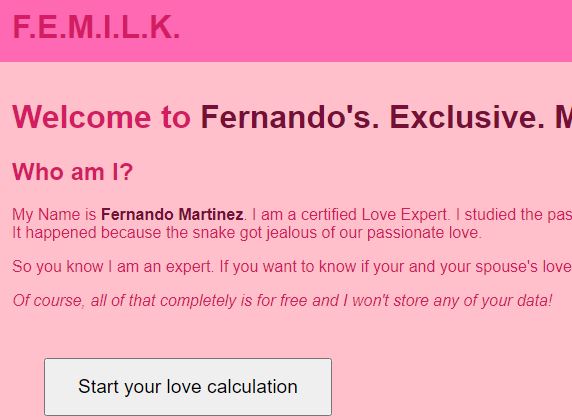 F.E.M.I.L.K.
Welcome to Fernando's. Exclusive.
Who am I?
My Name is Fernando Martinez. I am a certified Love Expert. I studied the
It happened because the snake got jealous of our passionate love.
So you know I am an expert. If you want to know if your and your spouse's love
Of course, all of that completely is for free and I won't store any of your data!
Start your love calculation